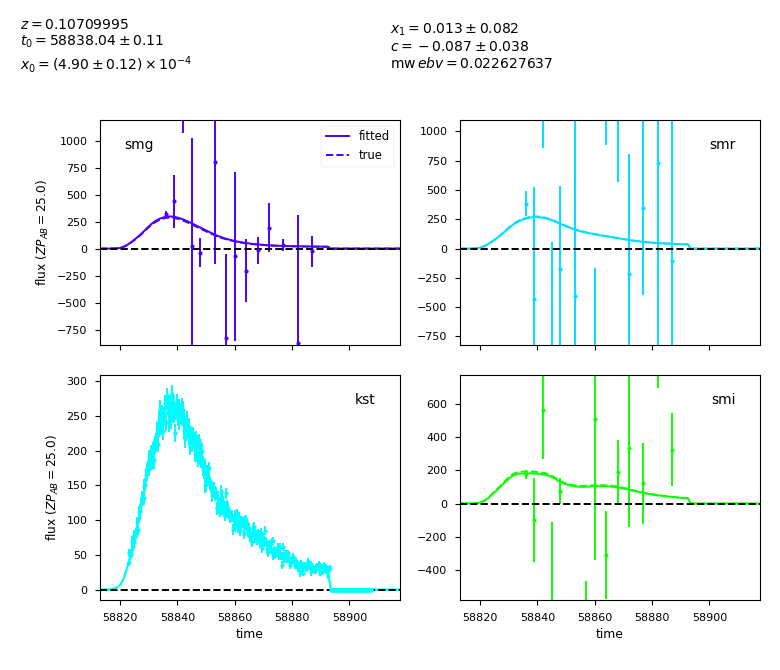 z = 0.10709995
t₀ = 58838.04 ± 0.11
x₀ = (4.90 ± 0.12) × 10⁻⁴
x₁ = 0.013 ± 0.082
c = −0.087 ± 0.038
mw ebv = 0.022627637
smg
fitted
true
1000
750
500
250
0
−250
−500
−750
flux (ZP_AB = 25.0)
smr
1000
750
500
250
0
−250
−500
−750
kst
300
250
200
150
100
50
0
flux (ZP_AB = 25.0)
58820 58840 58860 58880 58900
time
smi
600
400
200
0
−200
−400
58820 58840 58860 58880 58900
time